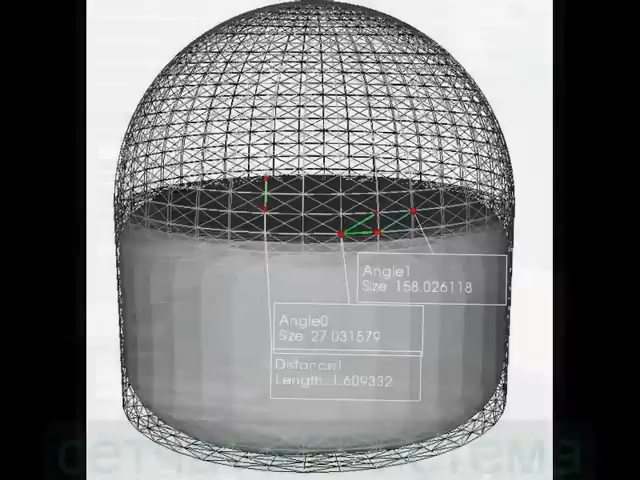 Angle1
Size 158.026118
Angle0
Size 27.031579
Distance1
Length 1.609332